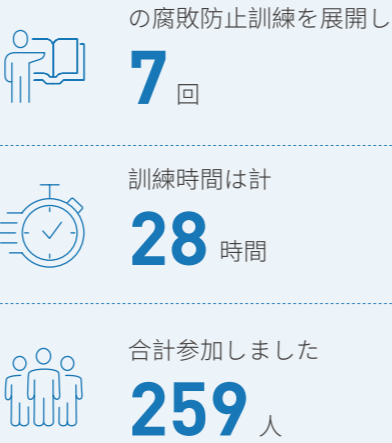 の腐敗防止訓練を展開し
7 回
訓練時間は計
28 時間
合計参加しました
259 人